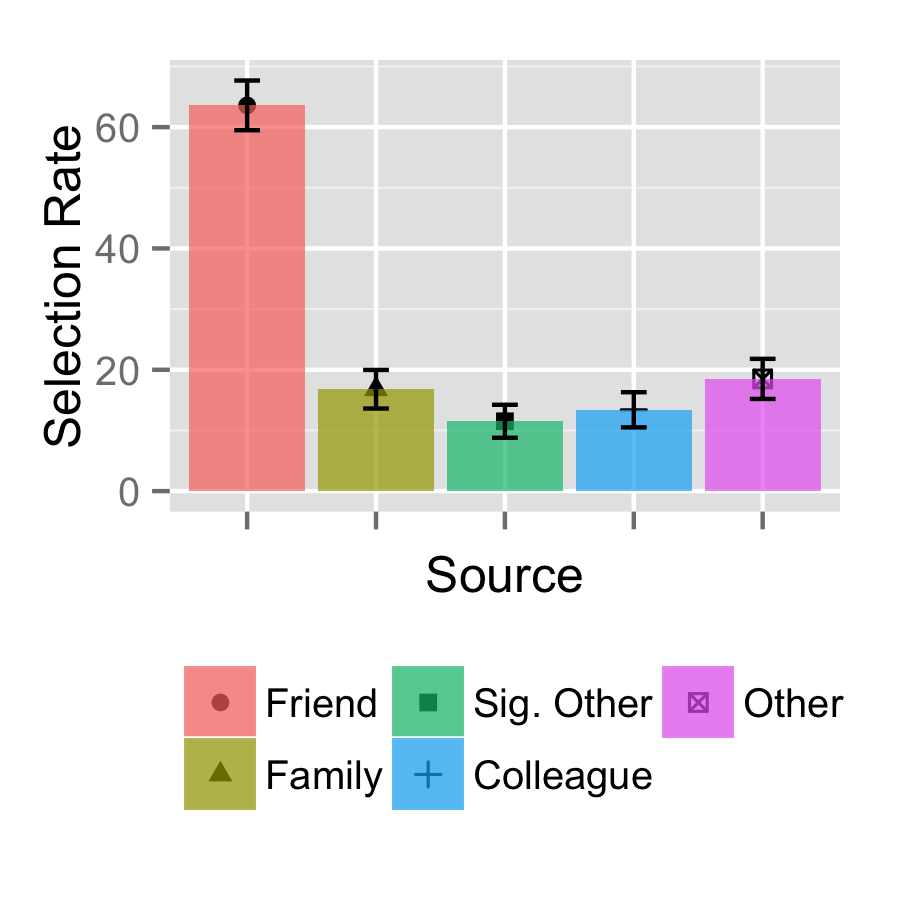 Selection Rate
60
40
20
0
Source
Friend
Sig. Other
Other
Family
Colleague